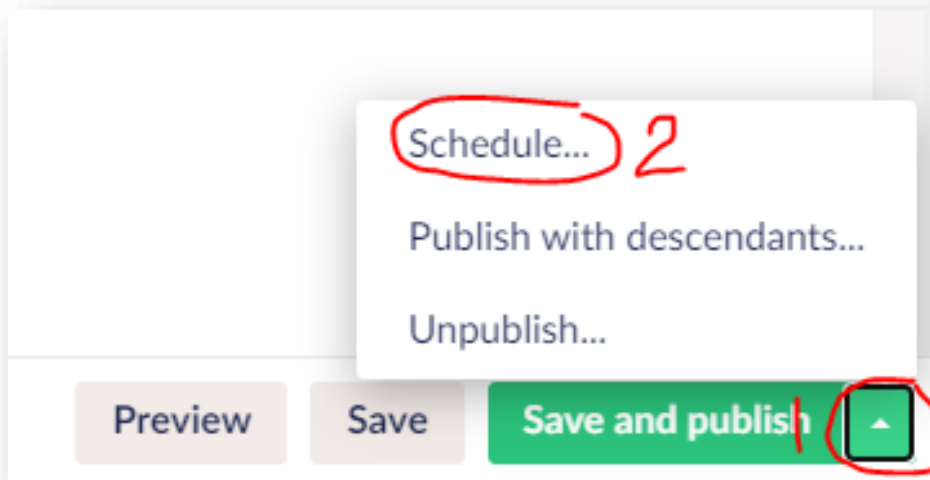 Schedule... 2
Publish with descendants...
Unpublish...
Preview Save Save and publish 1